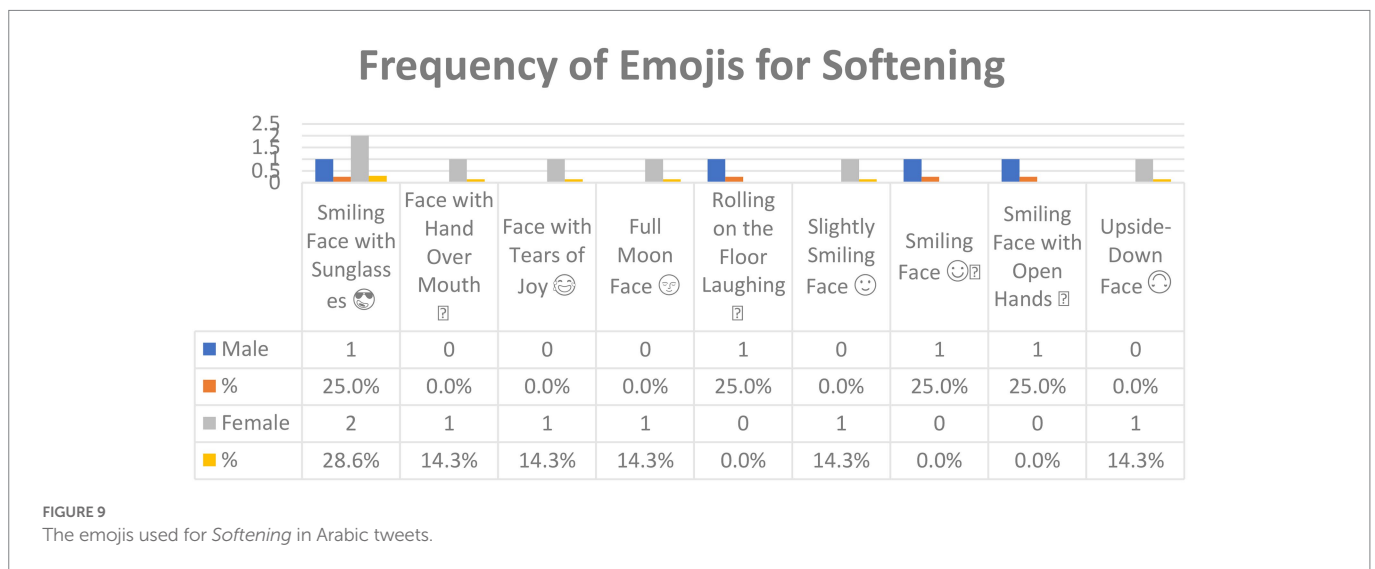 Frequency of Emojis for Softening
2.5
2
1.5
1
0.5
0
Smiling
Face with
Sunglass
es 😎
Face with
Hand
Over
Mouth
⍰
Face with
Tears of
Joy 😂
Full
Moon
Face 🌝
Rolling
on the
Floor
Laughing
⍰
Slightly
Smiling
Face 🙂
Smiling
Face ☺⍰
Smiling
Face with
Open
Hands ⍰
Upside-
Down
Face 🙃
Male 1 0 0 0 1 0 1 1 0
% 25.0% 0.0% 0.0% 0.0% 25.0% 0.0% 25.0% 25.0% 0.0%
Female 2 1 1 1 0 1 0 0 1
% 28.6% 14.3% 14.3% 14.3% 0.0% 14.3% 0.0% 0.0% 14.3%
FIGURE 9
The emojis used for Softening in Arabic tweets.